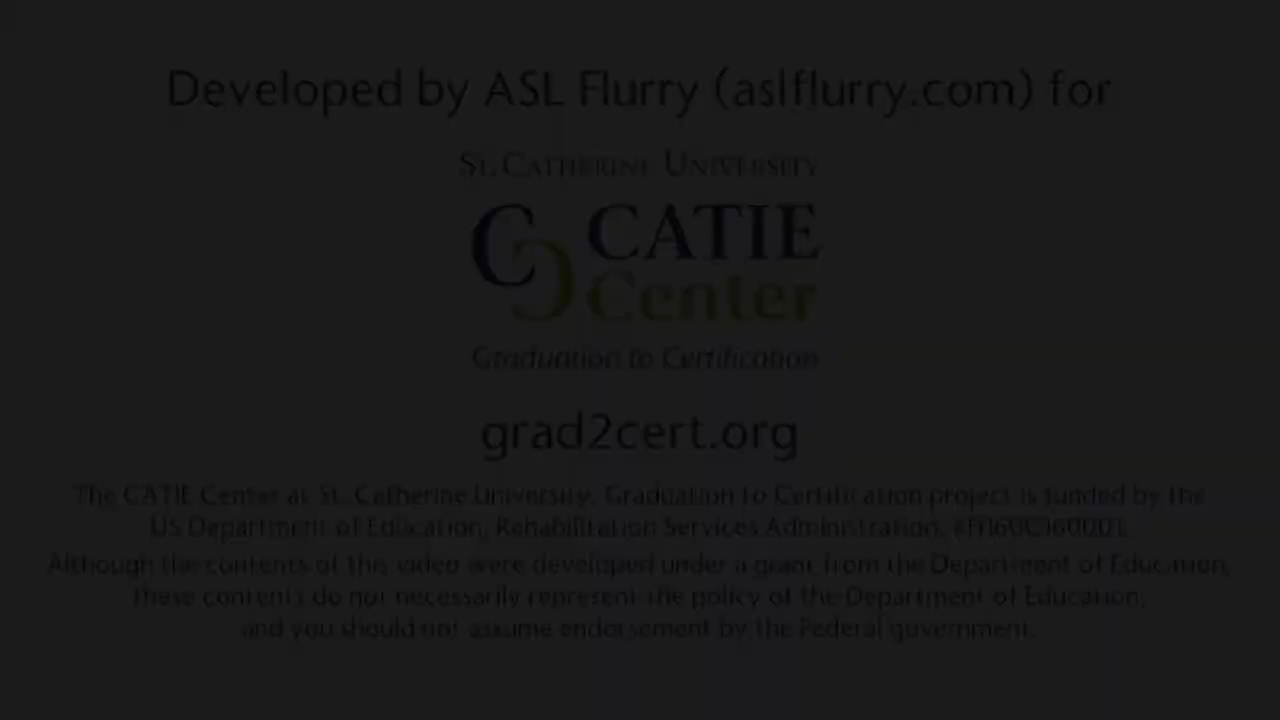 Developed by ASL Flurry (aslflurry.com) for
St. Catherine University
CATIE
Center
Graduation to Certification
grad2cert.org
The CATIE Center at St. Catherine University, Graduation to Certification project is funded by the
US Department of Education, Rehabilitation Services Administration,
Although the contents of this video were developed under a grant from the Department of Education,
these contents do not necessarily represent the policy of the Department of Education,
and you should not assume endorsement by the Federal government.